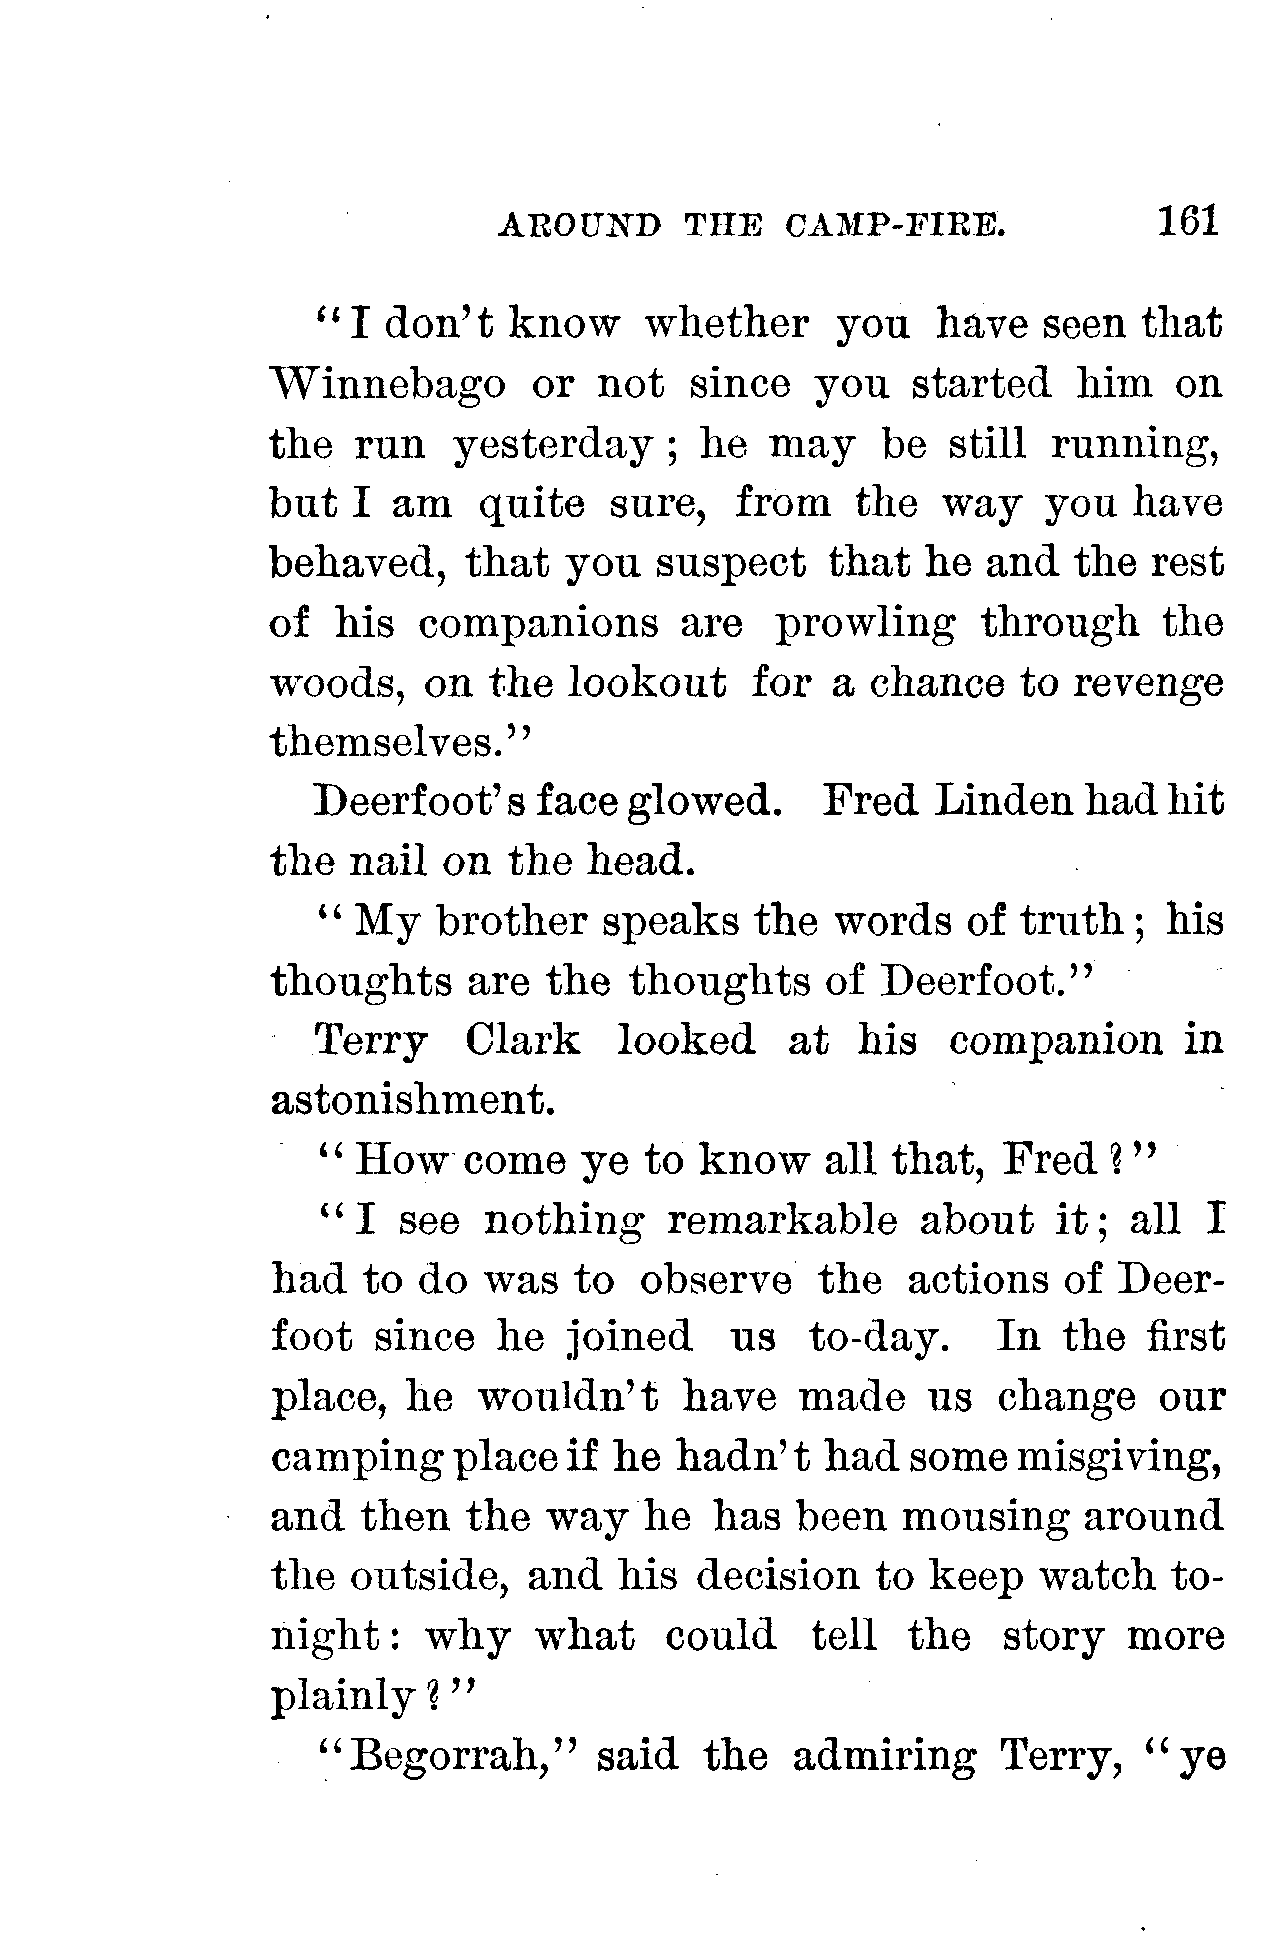 AROUND THE CAMP-FIRE. 161
"I don't know whether you have seen that
Winnebago or not since you started him on
the run yesterday; he may be still running,
but I am quite sure, from the way you have
behaved, that you suspect that he and the rest
of his companions are prowling through the
woods, on the lookout for a chance to revenge
themselves."
Deerfoot's face glowed. Fred Linden had hit
the nail on the head.
"My brother speaks the words of truth; his
thoughts are the thoughts of Deerfoot."
Terry Clark looked at his companion in
astonishment.
"How come ye to know all that, Fred?"
"I see nothing remarkable about it; all I
had to do was to observe the actions of Deer-
foot since he joined us to-day. In the first
place, he wouldn't have made us change our
camping place if he hadn't had some misgiving,
and then the way he has been mousing around
the outside, and his decision to keep watch to-
night: why what could tell the story more
plainly?"
"Begorrah," said the admiring Terry, "ye